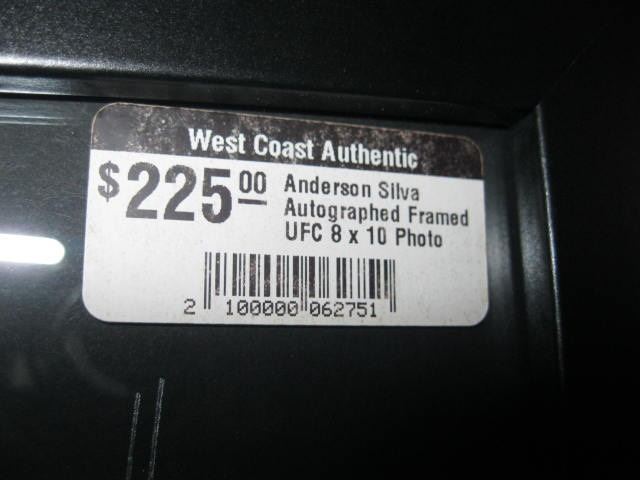 West Coast Authentic
$225.00
Anderson Silva
Autographed Framed
UFC 8 x 10 Photo
2 100000 062751